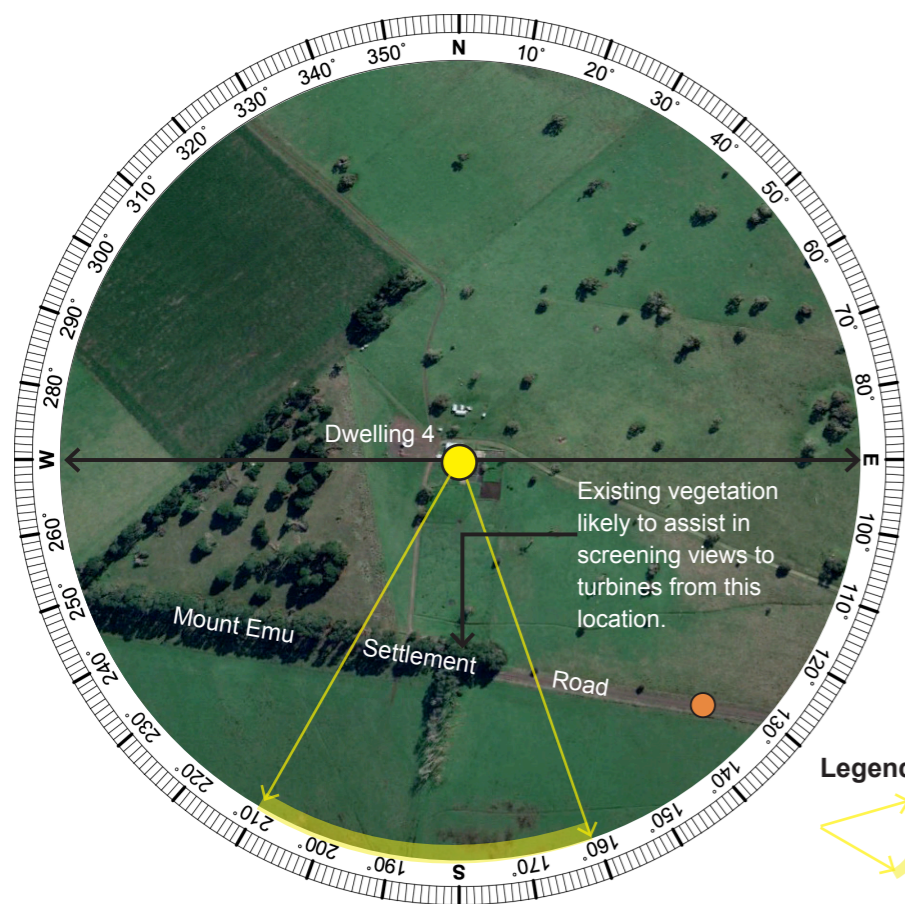 N
10°
20°
30°
40°
50°
60°
70°
80°
E
100°
110°
120°
130°
140°
150°
160°
170°
S
190°
200°
210°
220°
230°
240°
250°
260°
W
280°
290°
300°
310°
320°
330°
340°
350°
Dwelling 4
Existing vegetation
likely to assist in
screening views to
turbines from this
location.
Mount Emu Settlement Road
Legend